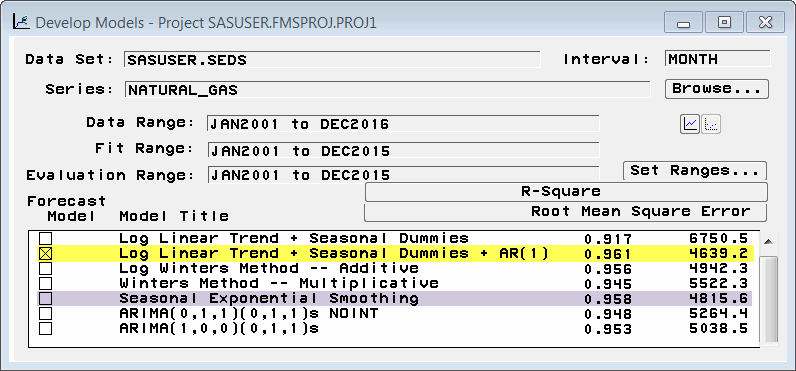 Develop Models - Project SASUSER.FMSPROJ.PROJ1
Data Set: SASUSER.SEDS Interval: MONTH
Series: NATURAL_GAS Browse...
Data Range: JAN2001 to DEC2016
Fit Range: JAN2001 to DEC2015
Evaluation Range: JAN2001 to DEC2015 Set Ranges...
R-Square
Forecast
Model Model Title Root Mean Square Error
Log Linear Trend + Seasonal Dummies 0.917 6750.5
Log Linear Trend + Seasonal Dummies + AR(1) 0.961 4639.2
Log Winters Method -- Additive 0.956 4942.3
Winters Method -- Multiplicative 0.945 5522.3
Seasonal Exponential Smoothing 0.958 4815.6
ARIMA(0,1,1)(0,1,1)s NOINT 0.948 5264.4
ARIMA(1,0,0)(0,1,1)s 0.953 5038.5